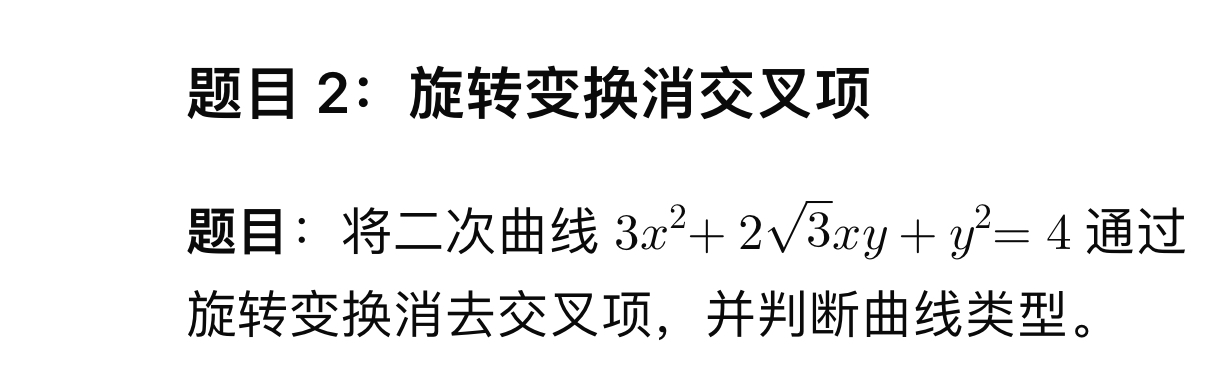 题目 2：旋转变换消交叉项
题目：将二次曲线 3x²+ 2√3xy + y²= 4 通过
旋转变换消去交叉项，并判断曲线类型。